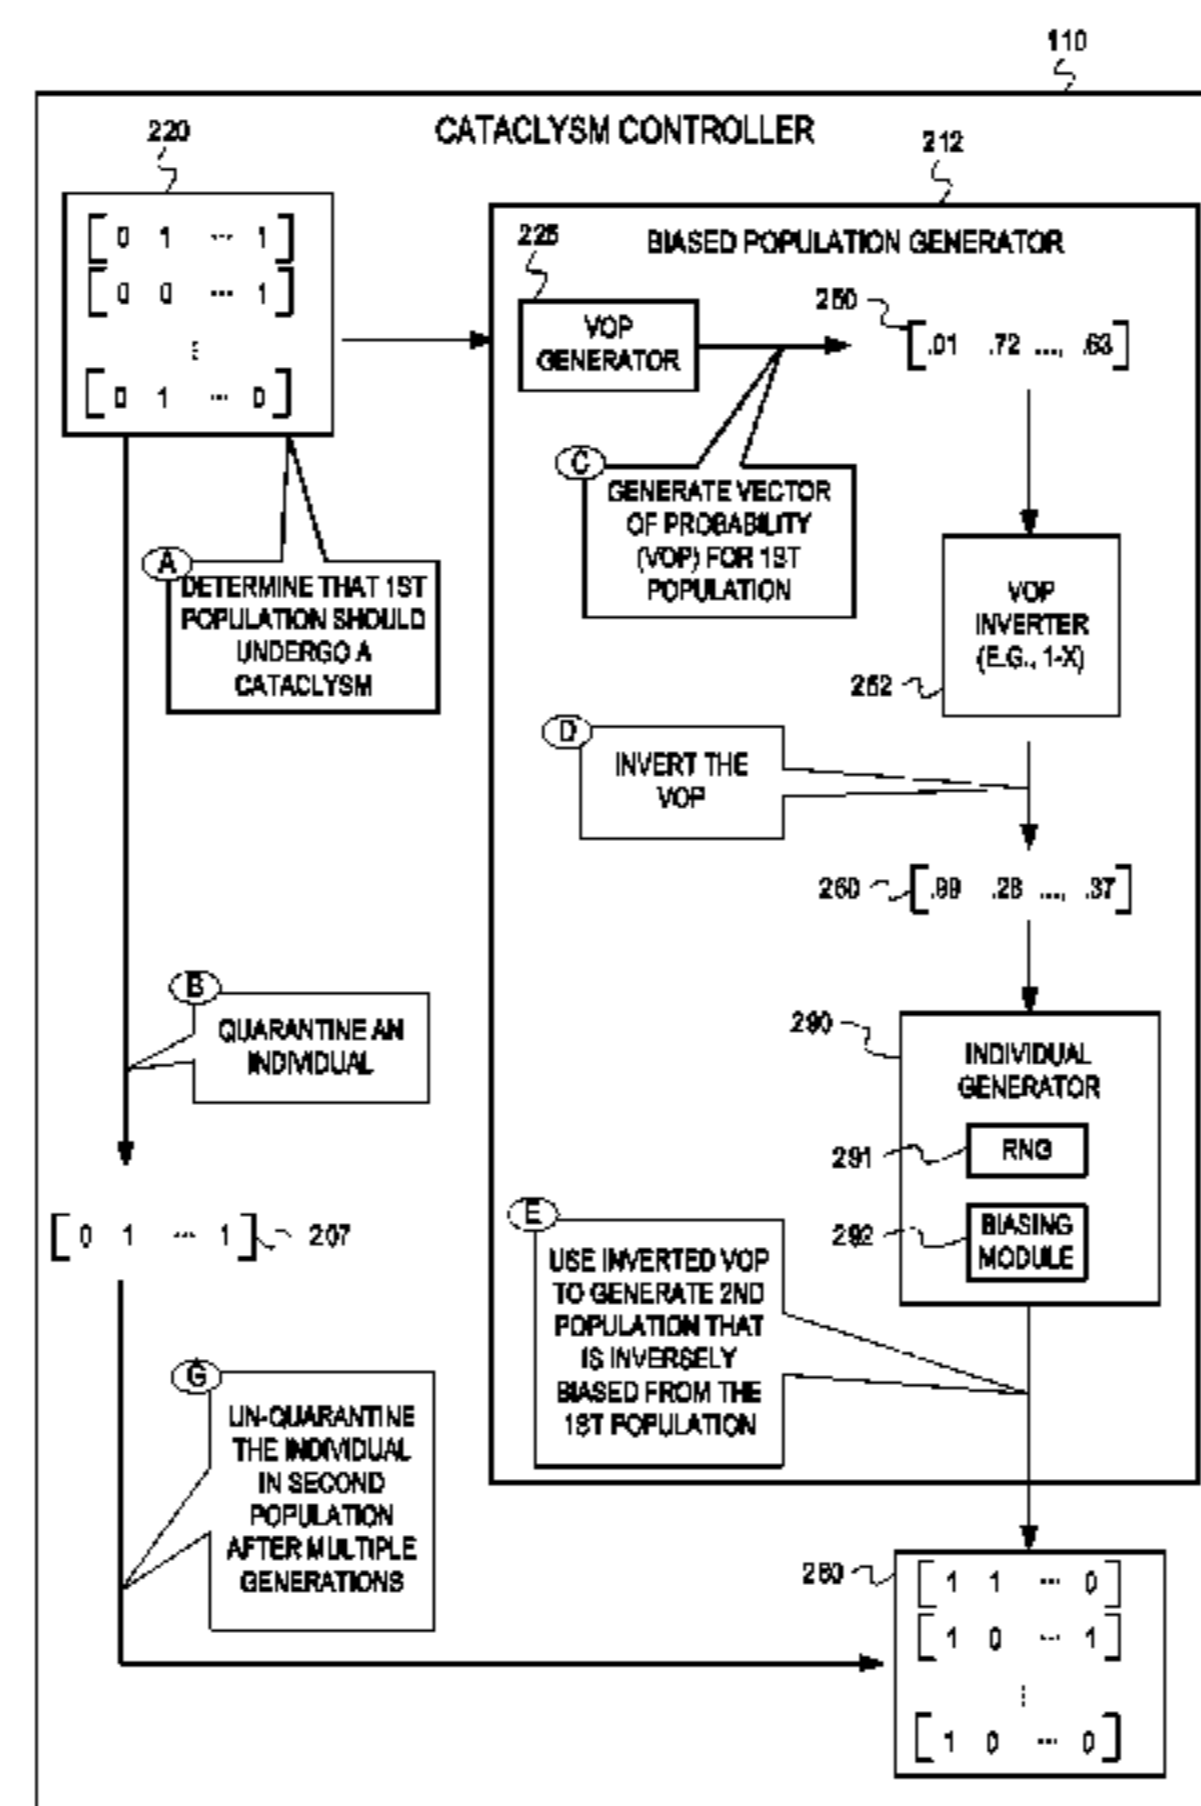 110
CATACLYSM CONTROLLER
220
[0 1 ... 1]
[0 0 ... 1]
⋮
[0 1 ... 0]
A
DETERMINE THAT 1ST
POPULATION SHOULD
UNDERGO A
CATACLYSM
212
BIASED POPULATION GENERATOR
225
VOP
GENERATOR
250
[.01 .72 ..., .63]
C
GENERATE VECTOR
OF PROBABILITY
(VOP) FOR 1ST
POPULATION
VOP
INVERTER
(E.G., 1-X)
252
D
INVERT THE
VOP
260 [.99 .28 ..., .37]
B
QUARANTINE AN
INDIVIDUAL
290
INDIVIDUAL
GENERATOR
291
RNG
292
BIASING
MODULE
[0 1 ... 1] 207
E
USE INVERTED VOP
TO GENERATE 2ND
POPULATION THAT
IS INVERSELY
BIASED FROM THE
1ST POPULATION
G
UN-QUARANTINE
THE INDIVIDUAL
IN SECOND
POPULATION
AFTER MULTIPLE
GENERATIONS
[1 1 ... 0]
[1 0 ... 1]
⋮
[1 0 ... 0]